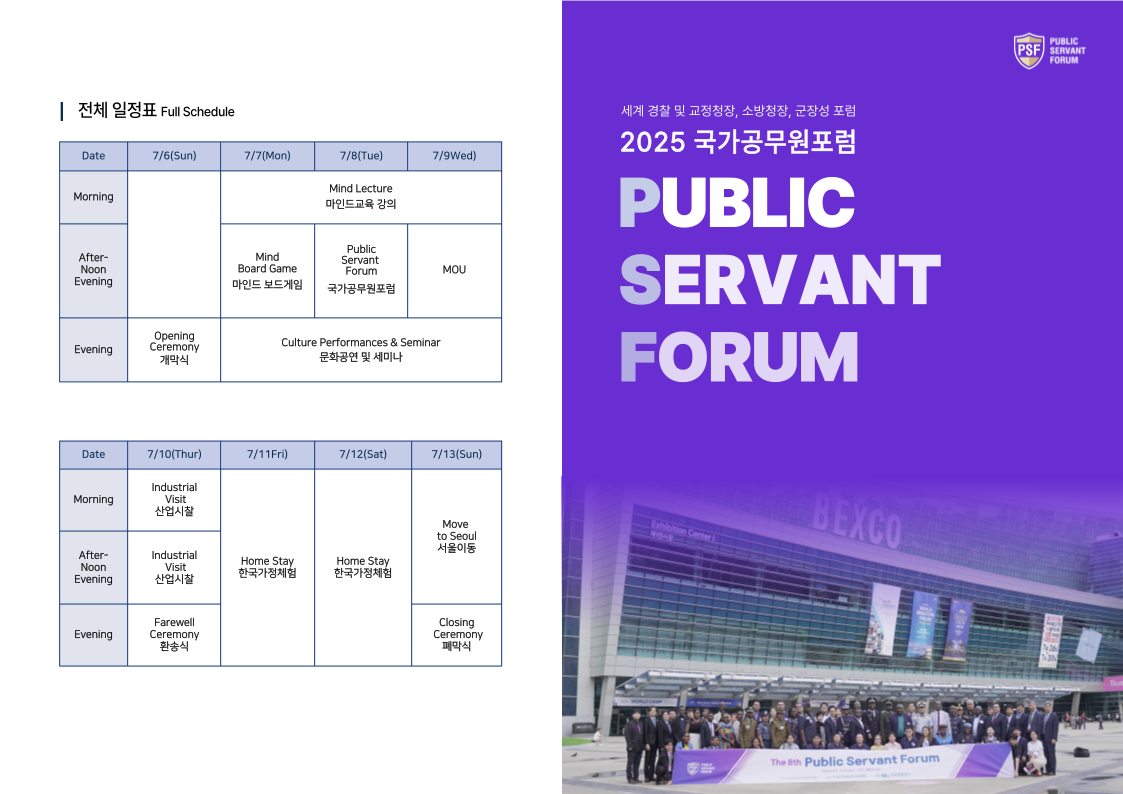 전체 일정표 Full Schedule
Date 7/6(Sun) 7/7(Mon) 7/8(Tue) 7/9Wed)
Morning
Mind Lecture
마인드교육 강의
After-
Noon
Evening
Mind
Board Game
마인드 보드게임
Public
Servant
Forum
국가공무원포럼
MOU
Evening
Opening
Ceremony
개막식
Culture Performances & Seminar
문화공연 및 세미나
Date 7/10(Thur) 7/11Fri) 7/12(Sat) 7/13(Sun)
Morning
Industrial
Visit
산업시찰
After-
Noon
Evening
Industrial
Visit
산업시찰
Home Stay
한국가정체험
Home Stay
한국가정체험
Move
to Seoul
서울이동
Evening
Farewell
Ceremony
환송식
Closing
Ceremony
폐막식
PSF
PUBLIC
SERVANT
FORUM
세계 경찰 및 교정청장, 소방청장, 군장성 포럼
2025 국가공무원포럼
PUBLIC
SERVANT
FORUM
BEXCO
Exhibition Center I
WORLD CAMP
The 8th Public Servant Forum
PUBLIC
SERVANT
FORUM